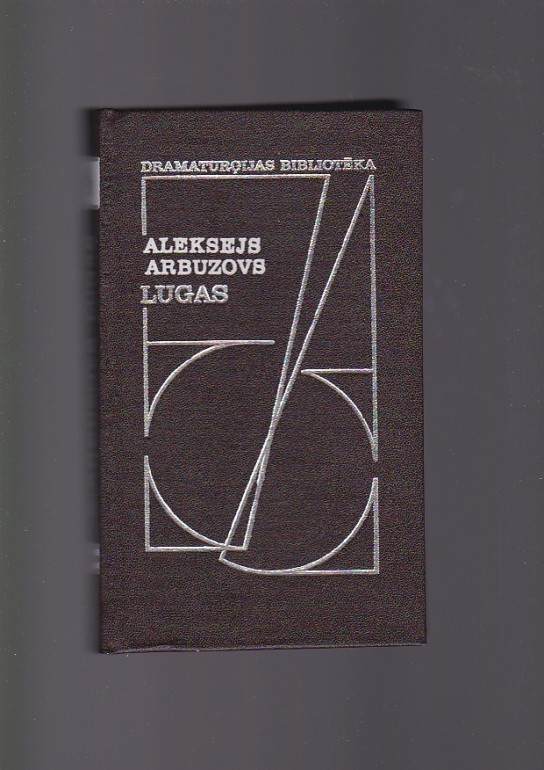 DRAMATURĢIJAS BIBLIOTĒKA
ALEKSEJS
ARBUZOVS
LUGAS